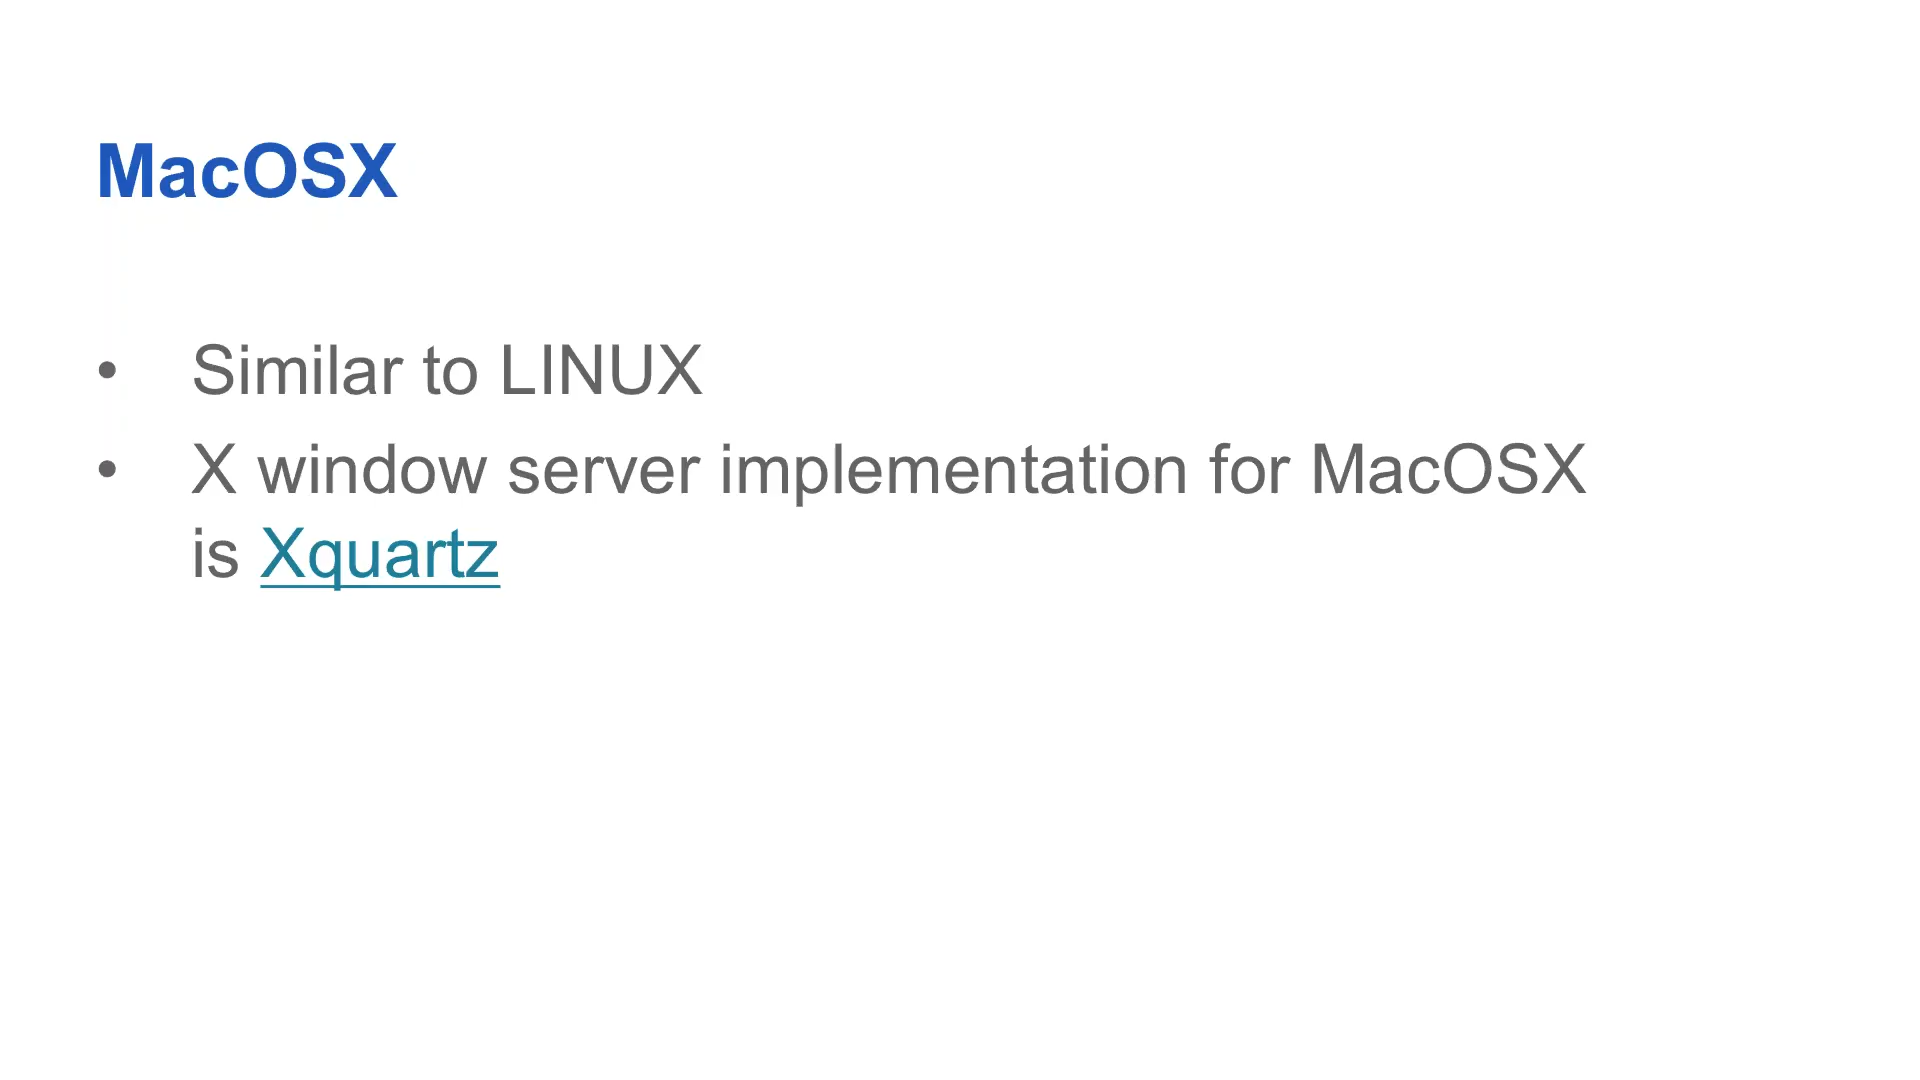 MacOSX
• Similar to LINUX
• X window server implementation for MacOSX
is Xquartz